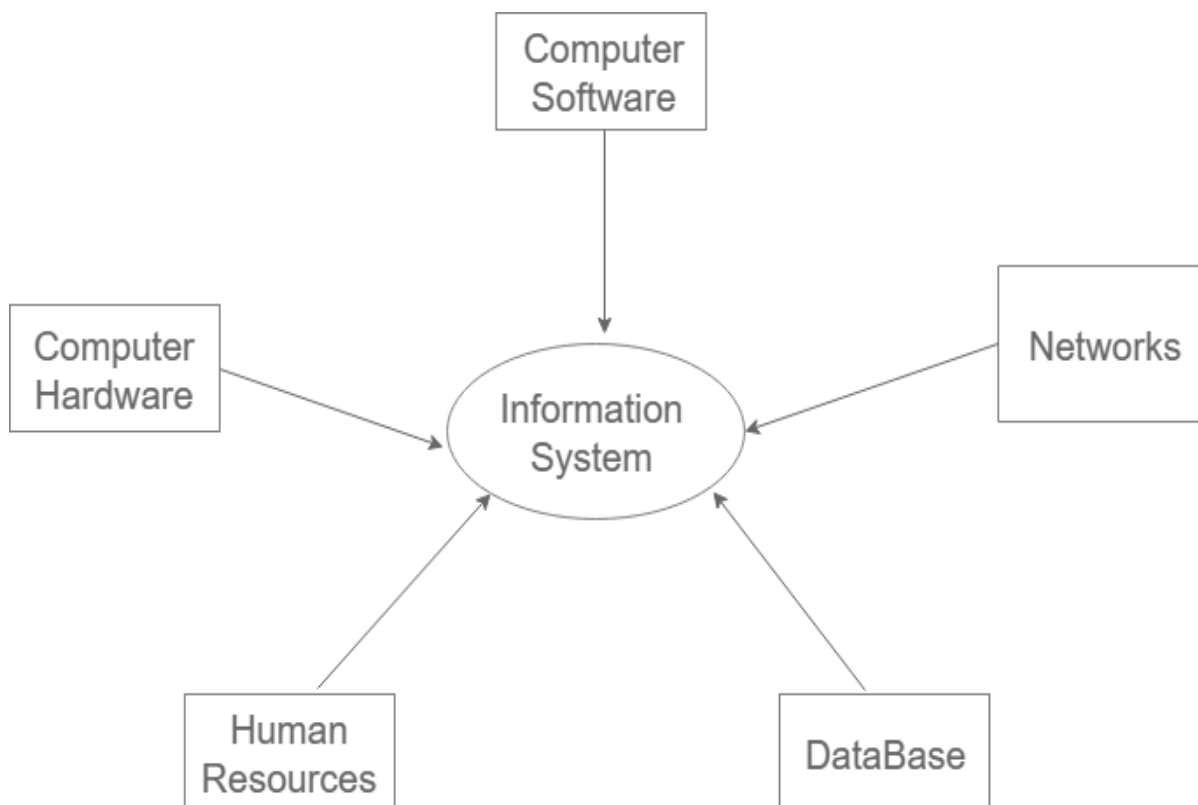 Computer
Software
Networks
Computer
Hardware
Information
System
Human
Resources
DataBase